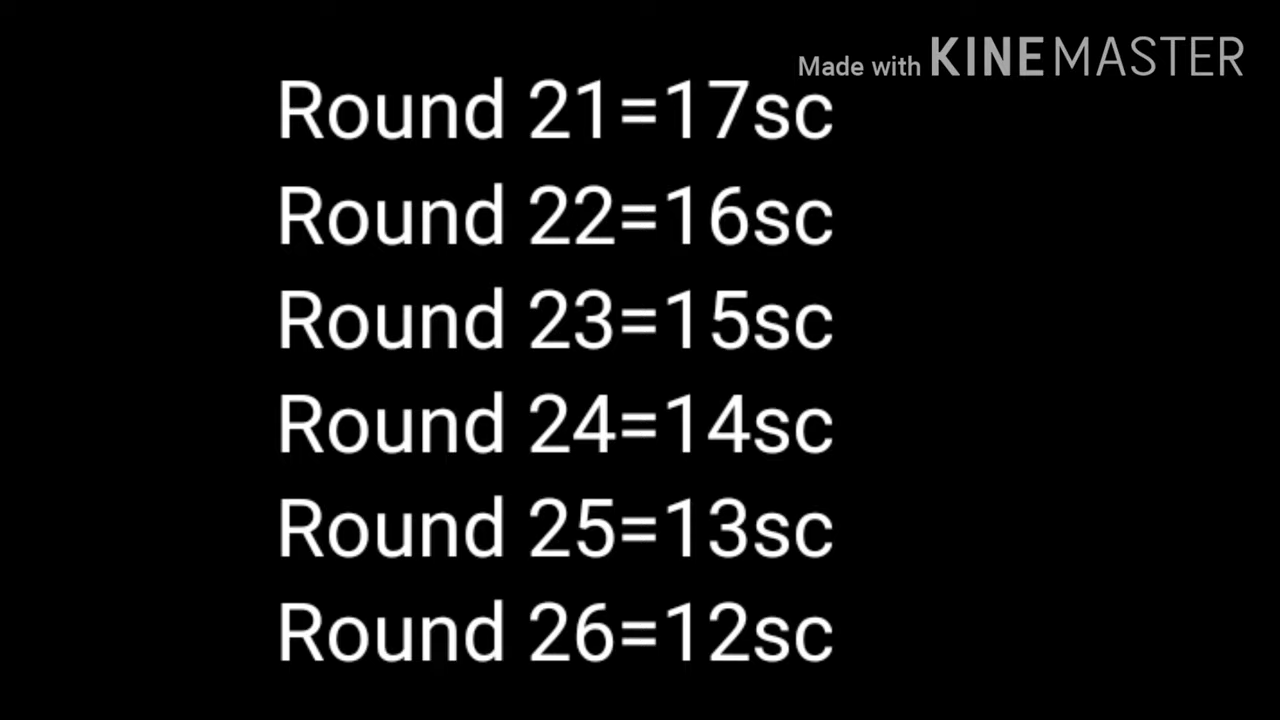 Made with KINEMASTER
Round 21=17sc
Round 22=16sc
Round 23=15sc
Round 24=14sc
Round 25=13sc
Round 26=12sc